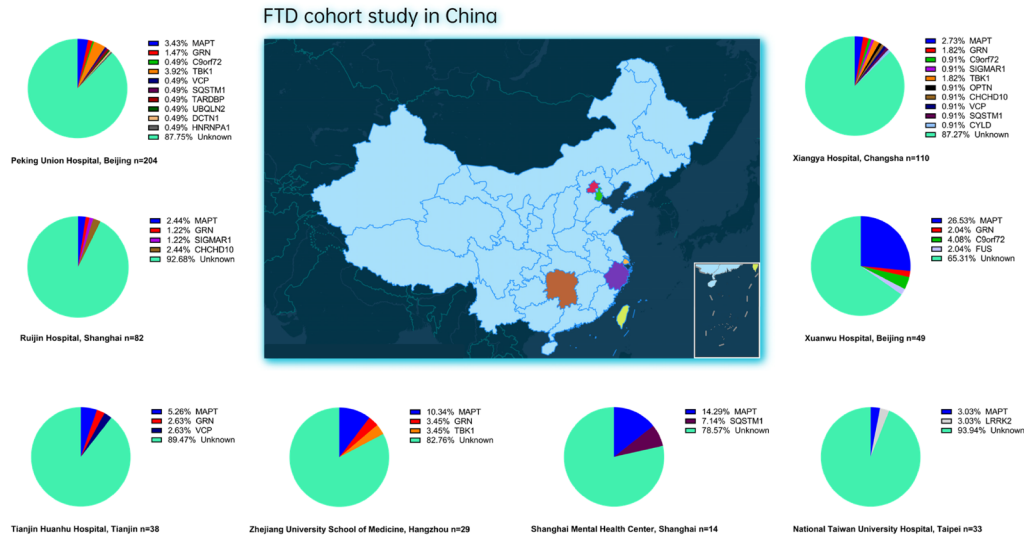 FTD cohort study in China
3.43% MAPT
1.47% GRN
0.49% C9orf72
3.92% TBK1
0.49% VCP
0.49% SQSTM1
0.49% TARDBP
0.49% UBQLN2
0.49% DCTN1
0.49% HNRNPA1
87.75% Unknown
Peking Union Hospital, Beijing n=204
2.73% MAPT
1.82% GRN
0.91% C9orf72
0.91% SIGMAR1
1.82% TBK1
0.91% OPTN
0.91% CHCHD10
0.91% VCP
0.91% SQSTM1
0.91% CYLD
87.27% Unknown
Xiangya Hospital, Changsha n=110
2.44% MAPT
1.22% GRN
1.22% SIGMAR1
2.44% CHCHD10
92.68% Unknown
Ruijin Hospital, Shanghai n=82
26.53% MAPT
2.04% GRN
4.08% C9orf72
2.04% FUS
65.31% Unknown
Xuanwu Hospital, Beijing n=49
5.26% MAPT
2.63% GRN
2.63% VCP
89.47% Unknown
Tianjin Huanhu Hospital, Tianjin n=38
10.34% MAPT
3.45% GRN
3.45% TBK1
82.76% Unknown
Zhejiang University School of Medicine, Hangzhou n=29
14.29% MAPT
7.14% SQSTM1
78.57% Unknown
Shanghai Mental Health Center, Shanghai n=14
3.03% MAPT
3.03% LRRK2
93.94% Unknown
National Taiwan University Hospital, Taipei n=33